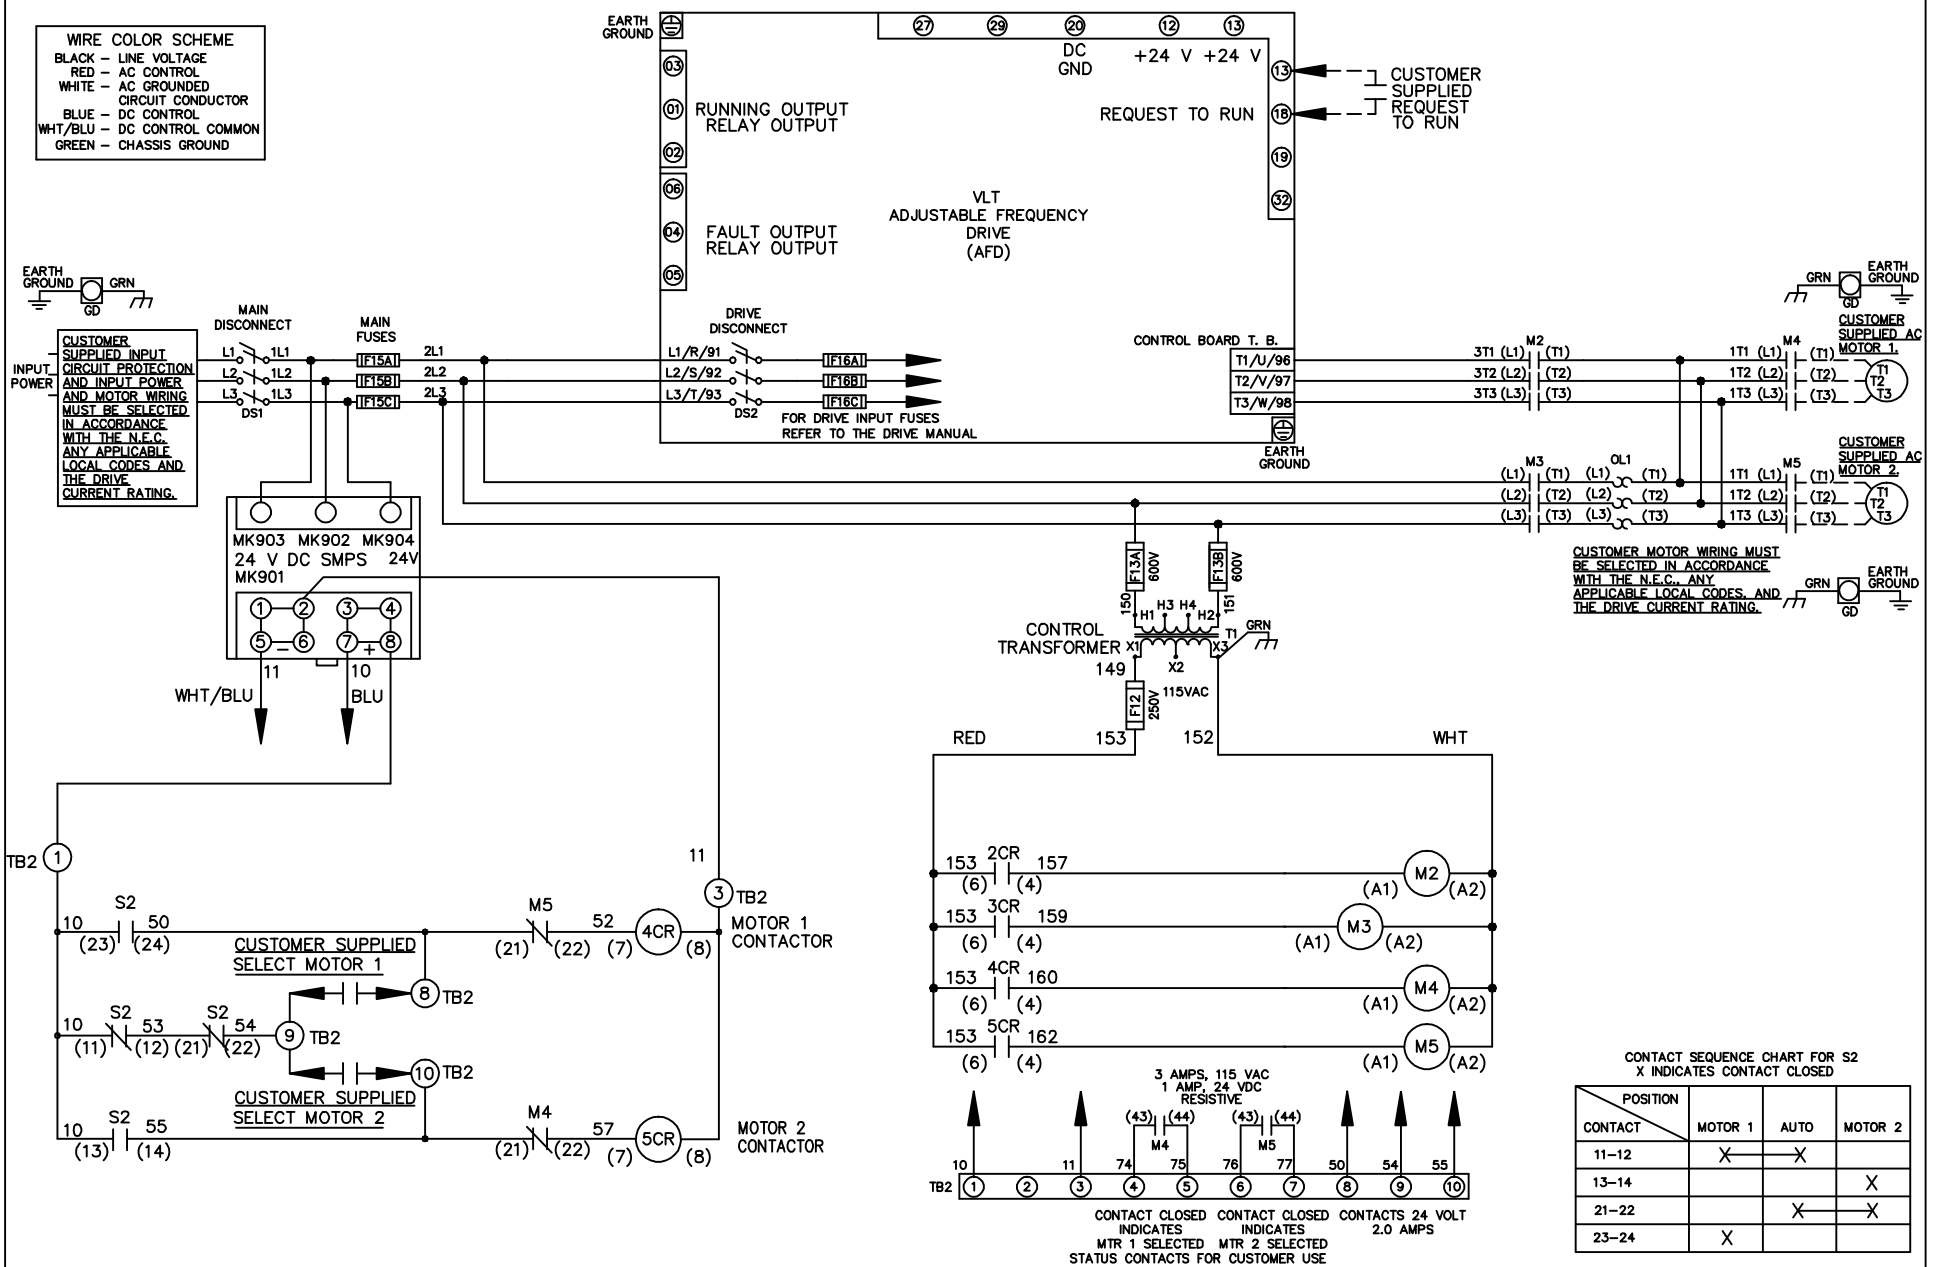 WIRE COLOR SCHEME
BLACK – LINE VOLTAGE
RED – AC CONTROL
WHITE – AC GROUNDED
CIRCUIT CONDUCTOR
BLUE – DC CONTROL
WHT/BLU – DC CONTROL COMMON
GREEN – CHASSIS GROUND
EARTH
GROUND
27 29 20 12 13
DC
GND
+24 V +24 V
03
01
02
RUNNING OUTPUT
RELAY OUTPUT
06
04
05
FAULT OUTPUT
RELAY OUTPUT
REQUEST TO RUN
13
18
19
32
CUSTOMER
SUPPLIED
REQUEST
TO RUN
VLT
ADJUSTABLE FREQUENCY
DRIVE
(AFD)
EARTH
GROUND
GRN
GD
INPUT
POWER
CUSTOMER
SUPPLIED INPUT
CIRCUIT PROTECTION
AND INPUT POWER
AND MOTOR WIRING
MUST BE SELECTED
IN ACCORDANCE
WITH THE N.E.C.
ANY APPLICABLE
LOCAL CODES AND
THE DRIVE
CURRENT RATING.
MAIN
DISCONNECT
MAIN
FUSES
L1 1L1 F15A 2L1
L2 1L2 F15B 2L2
L3 1L3 F15C 2L3
DS1
DRIVE
DISCONNECT
L1/R/91 F16A
L2/S/92 F16B
L3/T/93 F16C
DS2
FOR DRIVE INPUT FUSES
REFER TO THE DRIVE MANUAL
CONTROL BOARD T. B.
T1/U/96
T2/V/97
T3/W/98
EARTH
GROUND
M2
3T1 (L1) (T1)
3T2 (L2) (T2)
3T3 (L3) (T3)
M4
1T1 (L1) (T1)
1T2 (L2) (T2)
1T3 (L3) (T3)
T1
T2
T3
GRN
GD
EARTH
GROUND
CUSTOMER
SUPPLIED AC
MOTOR 1.
M3 OL1
(L1) (T1) (L1) (T1)
(L2) (T2) (L2) (T2)
(L3) (T3) (L3) (T3)
M5
1T1 (L1) (T1)
1T2 (L2) (T2)
1T3 (L3) (T3)
T1
T2
T3
CUSTOMER
SUPPLIED AC
MOTOR 2.
CUSTOMER MOTOR WIRING MUST
BE SELECTED IN ACCORDANCE
WITH THE N.E.C., ANY
APPLICABLE LOCAL CODES, AND
THE DRIVE CURRENT RATING.
GRN
GD
EARTH
GROUND
MK903 MK902 MK904
24 V DC SMPS 24V
MK901
1 2 3 4
5 – 6 7 + 8
11
10
WHT/BLU
BLU
F13A
600V
F13B
600V
150
151
H1 H3 H4 H2
CONTROL
TRANSFORMER
T1
GRN
X1
X2
X3
149
115VAC
F12
250V
153
152
RED
WHT
TB2 1
11
3 TB2
10 S2 50
(23) (24)
CUSTOMER SUPPLIED
SELECT MOTOR 1
M5 52 4CR
(21) (22) (7) (8)
MOTOR 1
CONTACTOR
8 TB2
10 S2 53 S2 54
(11) (12) (21) (22)
9 TB2
10 TB2
CUSTOMER SUPPLIED
SELECT MOTOR 2
10 S2 55
(13) (14)
M4 57 5CR
(21) (22) (7) (8)
MOTOR 2
CONTACTOR
153 2CR 157 M2
(6) (4) (A1) (A2)
153 3CR 159 M3
(6) (4) (A1) (A2)
153 4CR 160 M4
(6) (4) (A1) (A2)
153 5CR 162 M5
(6) (4) (A1) (A2)
3 AMPS, 115 VAC
1 AMP, 24 VDC
RESISTIVE
(43) (44) (43) (44)
M4 M5
10 11 74 75 76 77 50 54 55
TB2 1 2 3 4 5 6 7 8 9 10
CONTACT CLOSED
INDICATES
MTR 1 SELECTED
CONTACT CLOSED
INDICATES
MTR 2 SELECTED
CONTACTS 24 VOLT
2.0 AMPS
STATUS CONTACTS FOR CUSTOMER USE
CONTACT SEQUENCE CHART FOR S2
X INDICATES CONTACT CLOSED
POSITION
CONTACT MOTOR 1 AUTO MOTOR 2
11–12 X X
13–14 X
21–22 X X
23–24 X